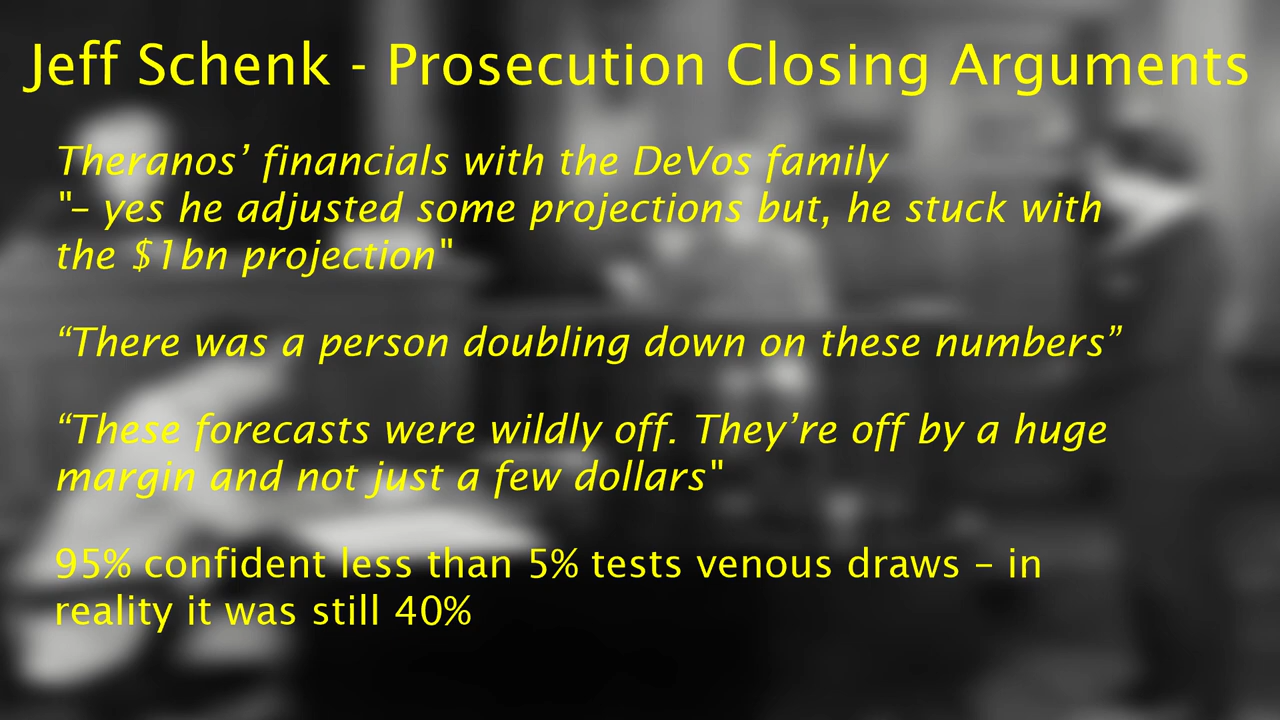 Jeff Schenk - Prosecution Closing Arguments
Theranos’ financials with the DeVos family
"– yes he adjusted some projections but, he stuck with
the $1bn projection"
“There was a person doubling down on these numbers”
“These forecasts were wildly off. They’re off by a huge
margin and not just a few dollars"
95% confident less than 5% tests venous draws – in
reality it was still 40%